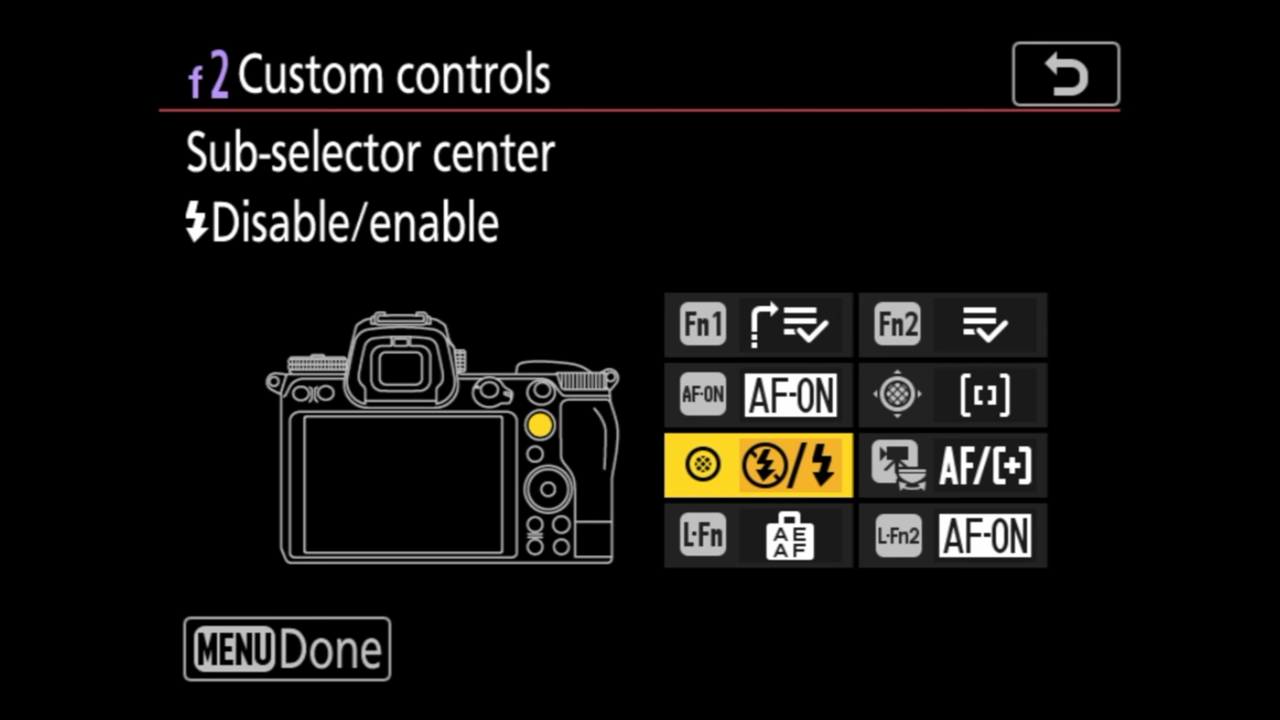 f2 Custom controls
Sub-selector center
Disable/enable
Fn1 Fn2
AF-ON AF-ON
/ AF/[+]
L-Fn AE AF L-Fn2 AF-ON
MENU Done